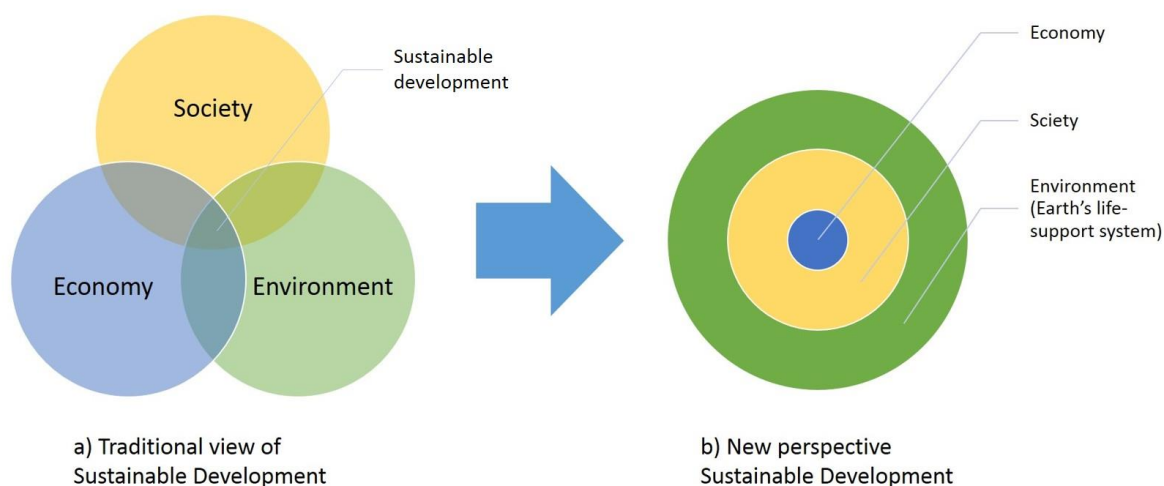 Society
Sustainable
development
Economy
Environment
a) Traditional view of
Sustainable Development
Economy
Sciety
Environment
(Earth's life-
support system)
b) New perspective
Sustainable Development